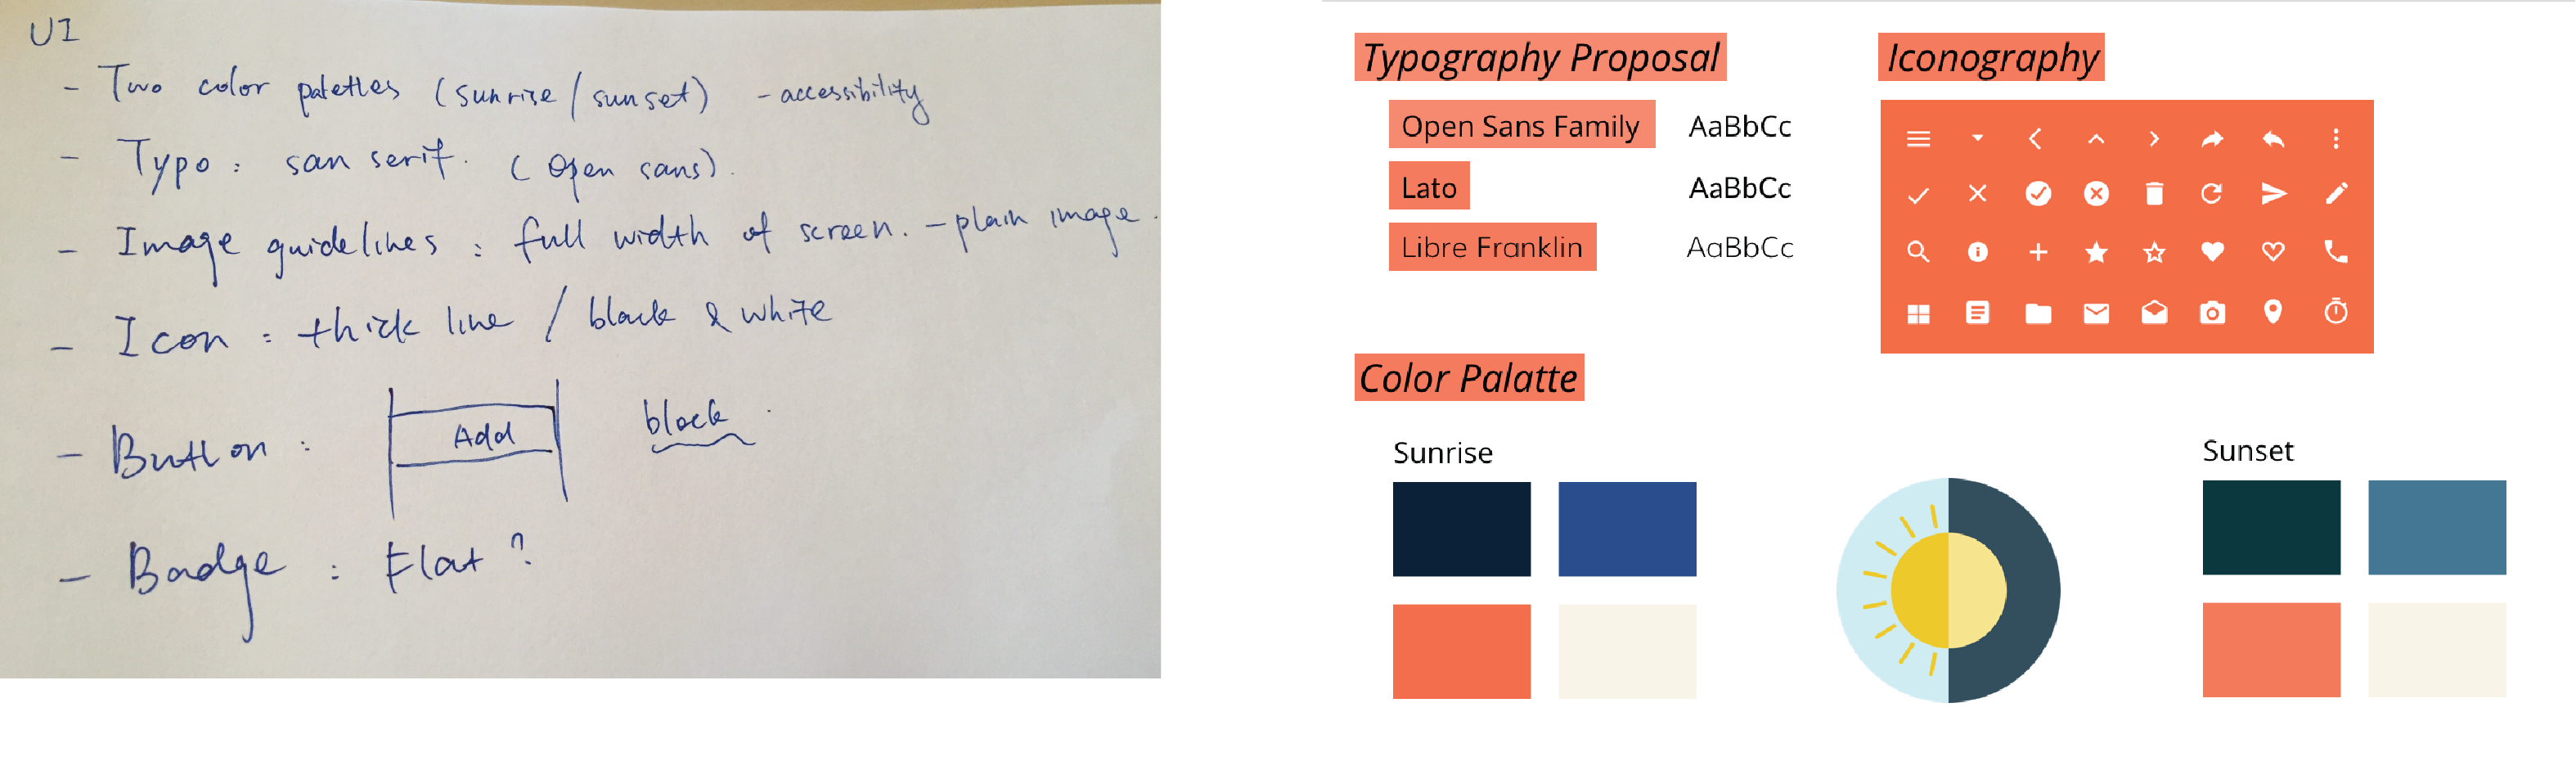 UI
- Two color palettes (sunrise/sunset) - accessibility
- Typo : san serif. (Open sans).
- Image guidelines : full width of screen. - plain image.
- Icon : thick line / black & white
- Button : Add block
- Badge : Flat ?
Typography Proposal
Open Sans Family AaBbCc
Lato AaBbCc
Libre Franklin AaBbCc
Iconography
Color Palatte
Sunrise
Sunset